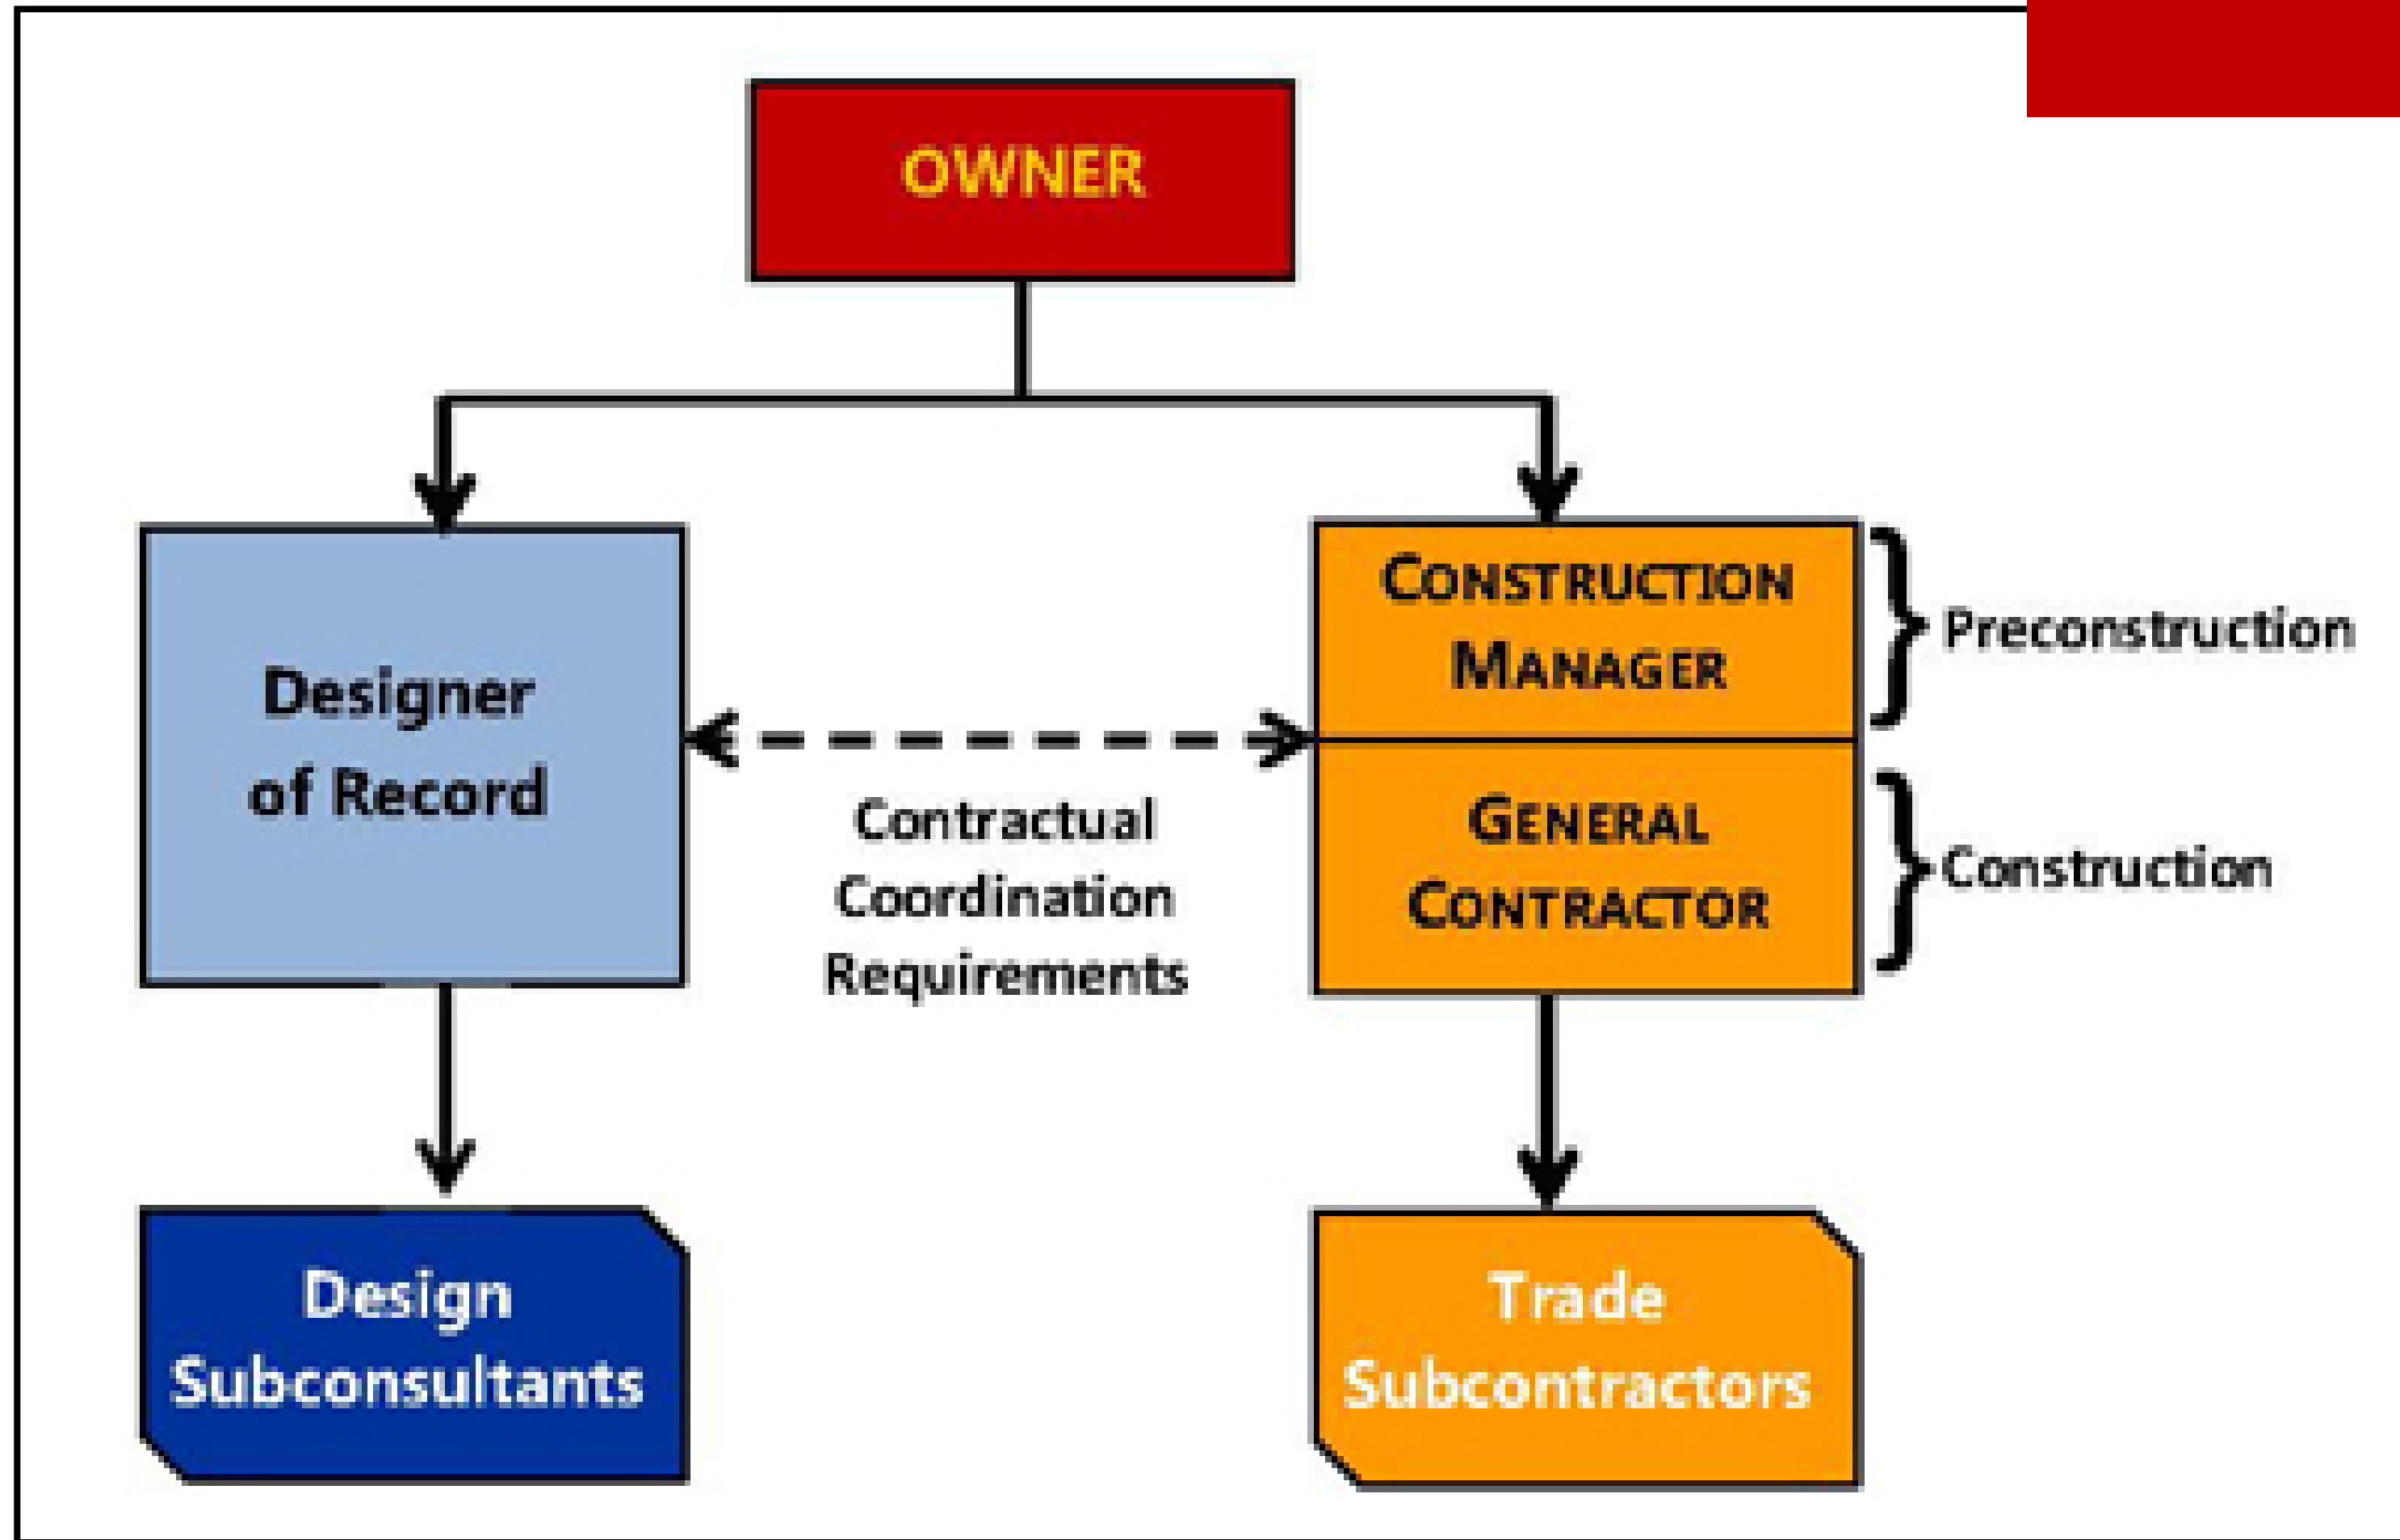 OWNER
Designer
of Record
CONSTRUCTION
MANAGER
Preconstruction
GENERAL
CONTRACTOR
Construction
Contractual
Coordination
Requirements
Design
Subconsultants
Trade
Subcontractors